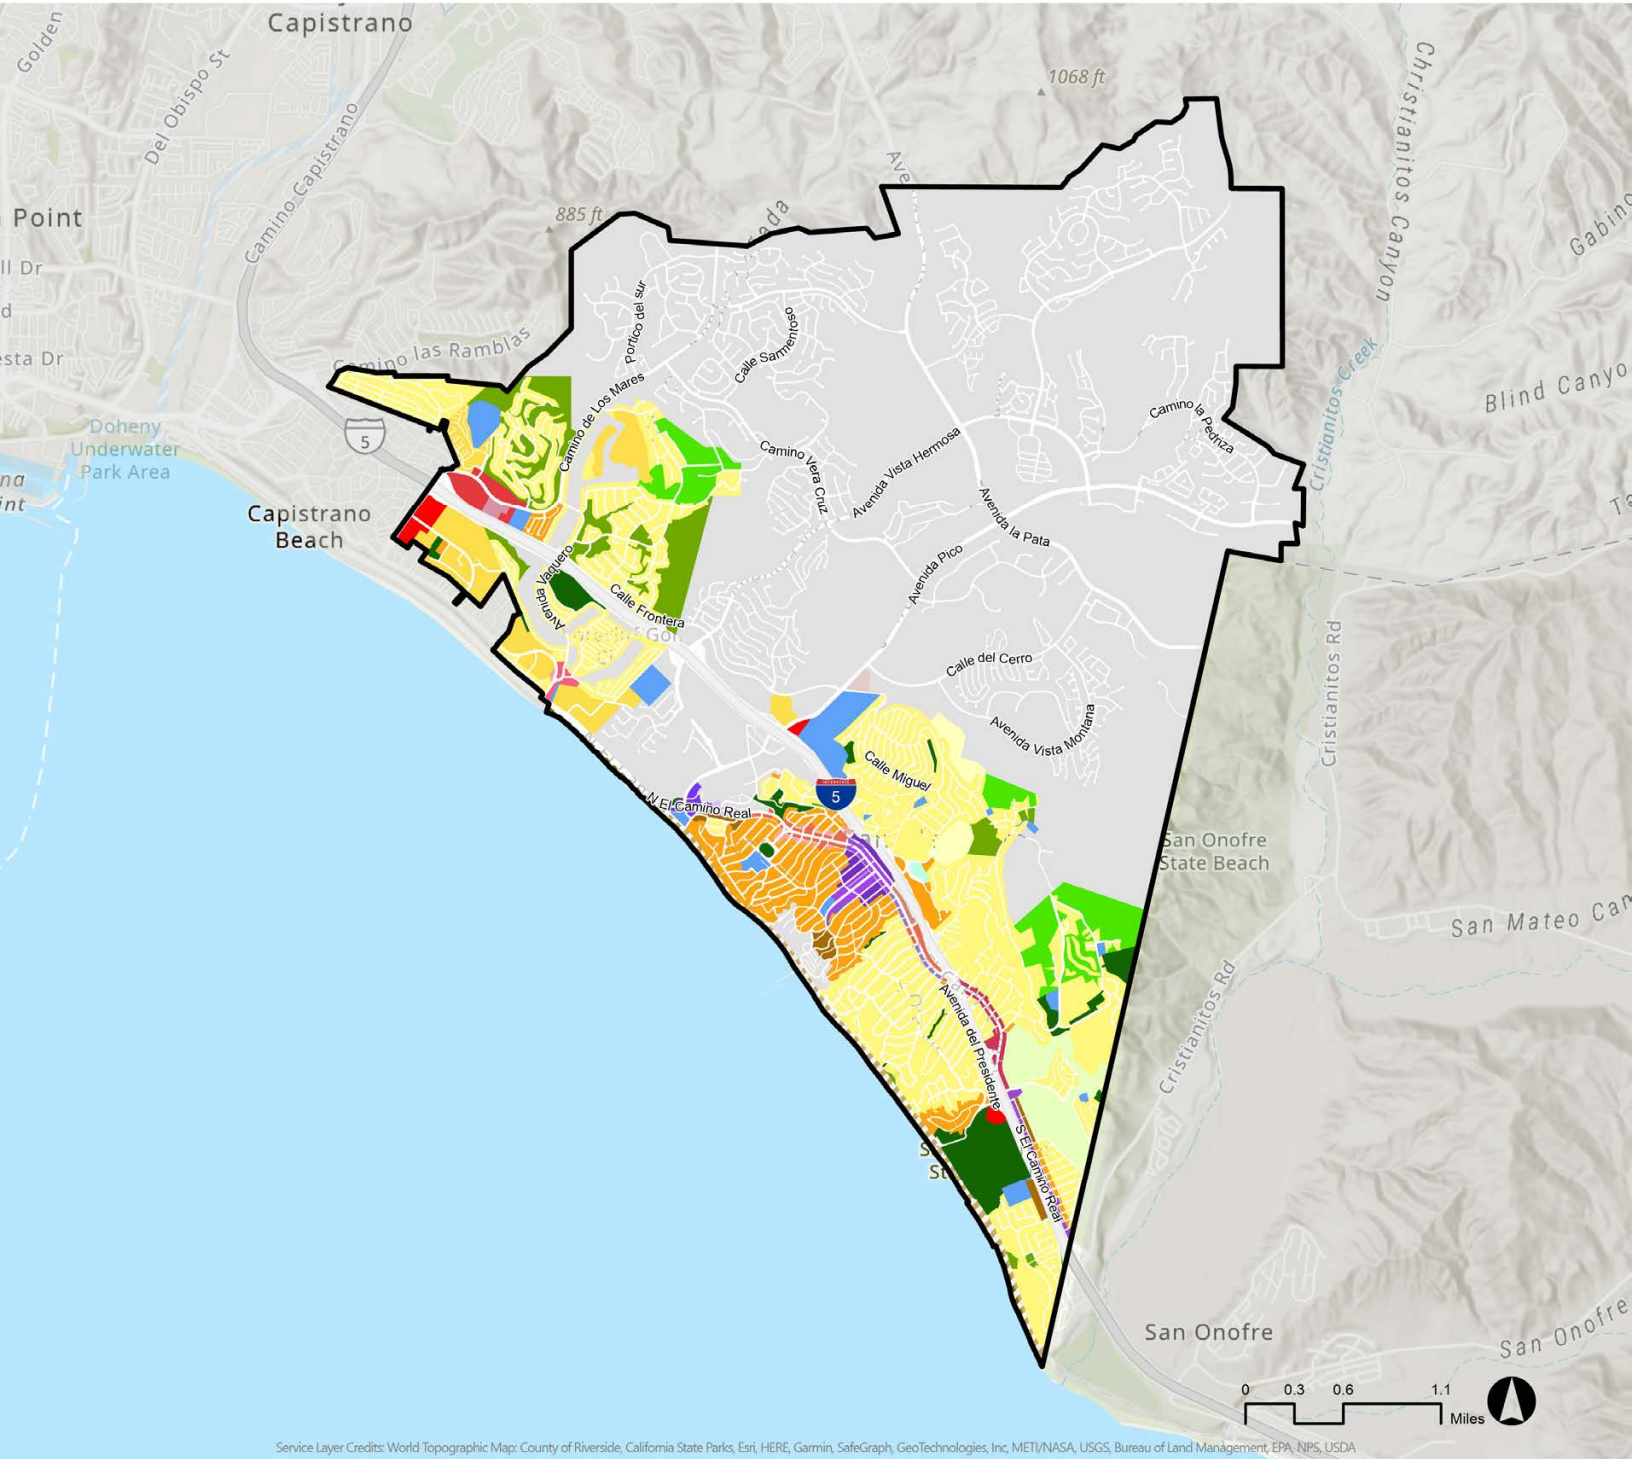 Capistrano
Golden
Del Obispo St
Camino Capistrano
1068 ft
Christianitos Canyon
Ave
885 ft
Point
ll Dr
d
esta Dr
Gabino
Portico del sur
Calle Sarmentoso
Camino las Ramblas
5
Doheny
Underwater
Park Area
na
int
Camino de Los Mares
Camino la Pedriza
Cristianitos Creek
Blind Canyo
Camino Vera Cruz
Avenida Vista Hermosa
Avenida la Pata
Capistrano
Beach
Avenida Pico
Avenida Vaquero
Calle Frontera
Calle del Cerro
Avenida Vista Montana
Cristianitos Rd
Calle Miguel
INTERSTATE
5
N El Camino Real
San Onofre
State Beach
San Mateo Can
Avenida del Presidente
Cristianitos Rd
S El Camino Real
St
San Onofre
San Onofre
0 0.3 0.6 1.1
Miles
Service Layer Credits: World Topographic Map: County of Riverside, California State Parks, Esri, HERE, Garmin, SafeGraph, GeoTechnologies, Inc, METI/NASA, USGS, Bureau of Land Management, EPA, NPS, USDA